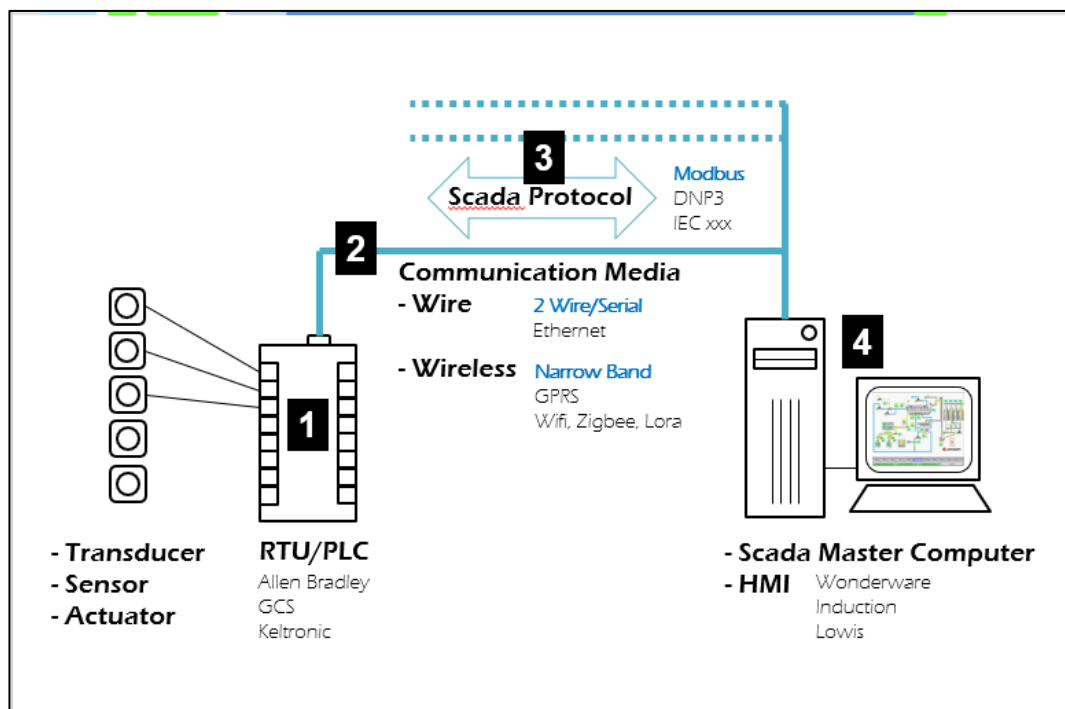 3
Scada Protocol
Modbus
DNP3
IEC xxx
2
Communication Media
- Wire
2 Wire/Serial
Ethernet
- Wireless
Narrow Band
GPRS
Wifi, Zigbee, Lora
1
4
- Transducer
- Sensor
- Actuator
RTU/PLC
Allen Bradley
GCS
Keltronic
- Scada Master Computer
- HMI
Wonderware
Induction
Lowis